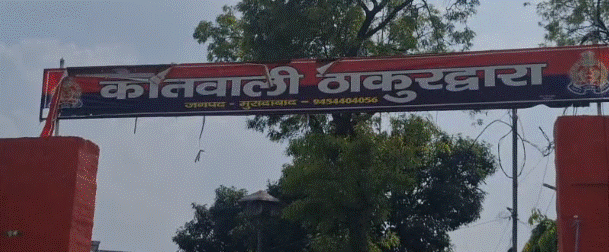 कोतवाली ठाकुरद्वारा
जनपद - मुरादाबाद - 9454404056